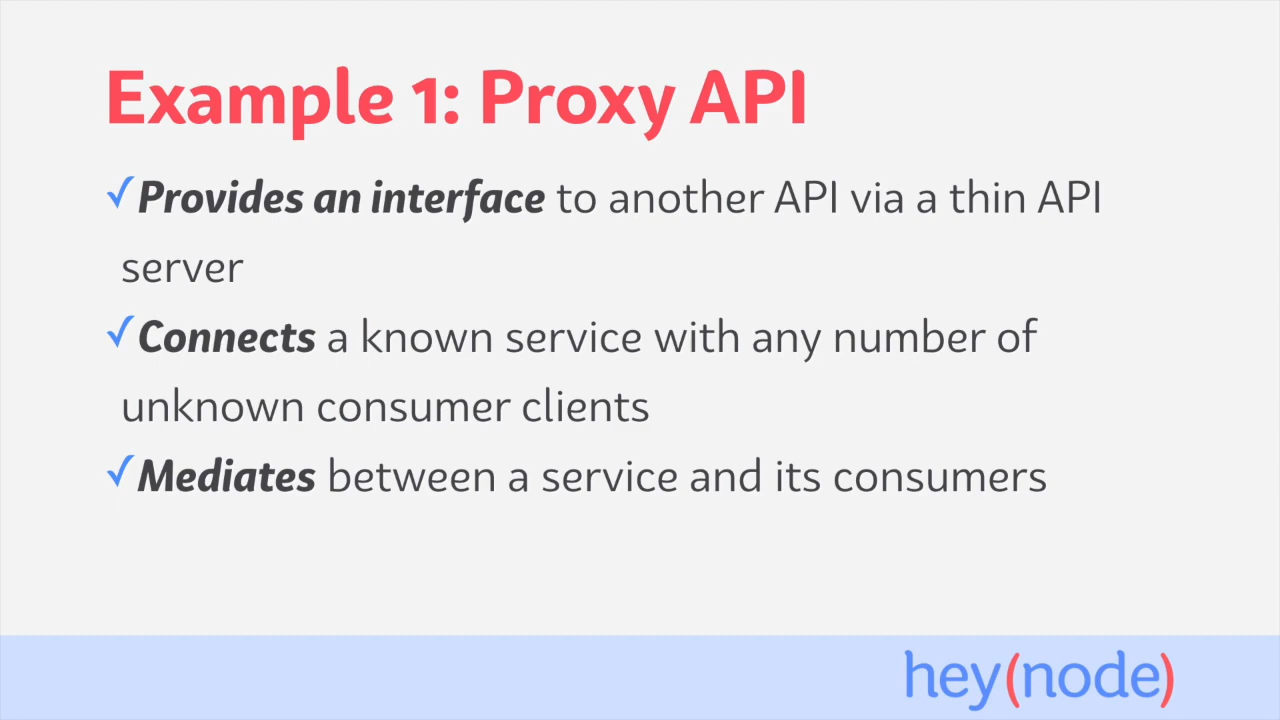 Example 1: Proxy API
✓Provides an interface to another API via a thin API
server
✓Connects a known service with any number of
unknown consumer clients
✓Mediates between a service and its consumers
hey(node)